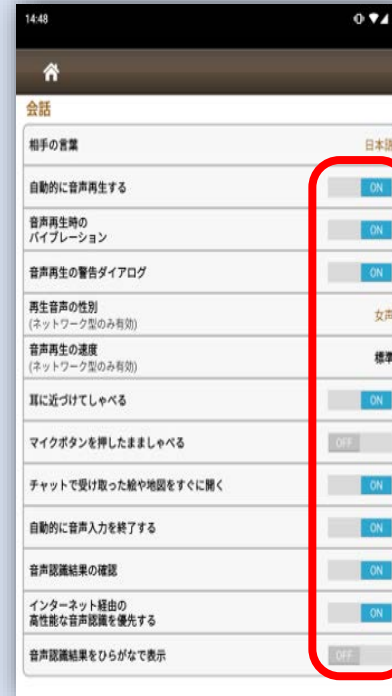 14:48
会話
相手の言葉
日本語
自動的に音声再生する
ON
音声再生時の
バイブレーション
ON
音声再生の警告ダイアログ
ON
再生音声の性別
(ネットワーク型のみ有効)
女声
音声再生の速度
(ネットワーク型のみ有効)
標準
耳に近づけてしゃべる
ON
マイクボタンを押したまましゃべる
OFF
チャットで受け取った絵や地図をすぐに開く
ON
自動的に音声入力を終了する
ON
音声認識結果の確認
ON
インターネット経由の
高性能な音声認識を優先する
ON
音声認識結果をひらがなで表示
OFF